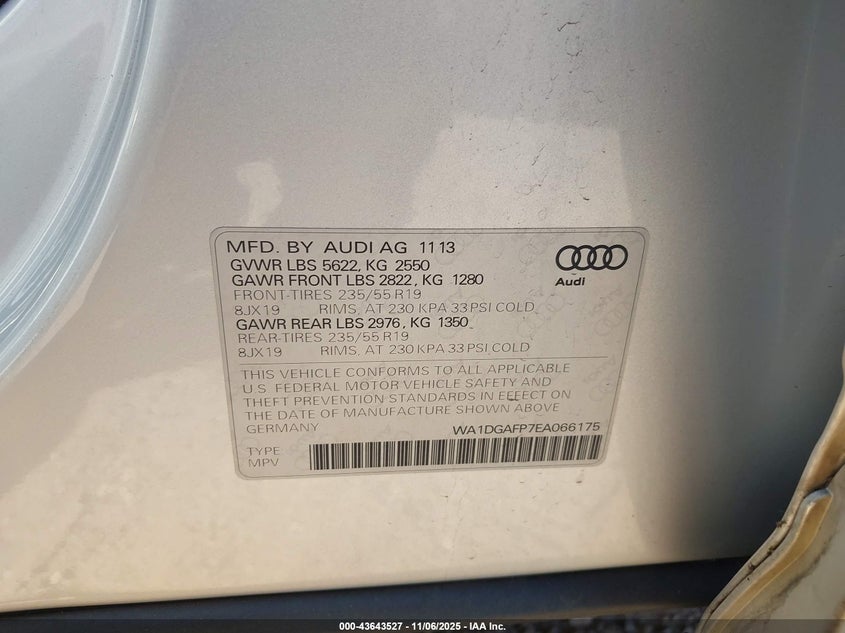 MFD. BY AUDI AG 11 13
GVWR LBS 5622, KG 2550
GAWR FRONT LBS 2822, KG 1280
FRONT-TIRES 235/55 R19
8JX19 RIMS, AT 230 KPA 33 PSI COLD
GAWR REAR LBS 2976, KG 1350
REAR-TIRES 235/55 R19
8JX19 RIMS, AT 230 KPA 33 PSI COLD
Audi
THIS VEHICLE CONFORMS TO ALL APPLICABLE
U.S. FEDERAL MOTOR VEHICLE SAFETY AND
THEFT PREVENTION STANDARDS IN EFFECT ON
THE DATE OF MANUFACTURE SHOWN ABOVE
GERMANY WA1DGAFP7EA066175
TYPE:
MPV
000-43643527 - 11/06/2025 - IAA Inc.